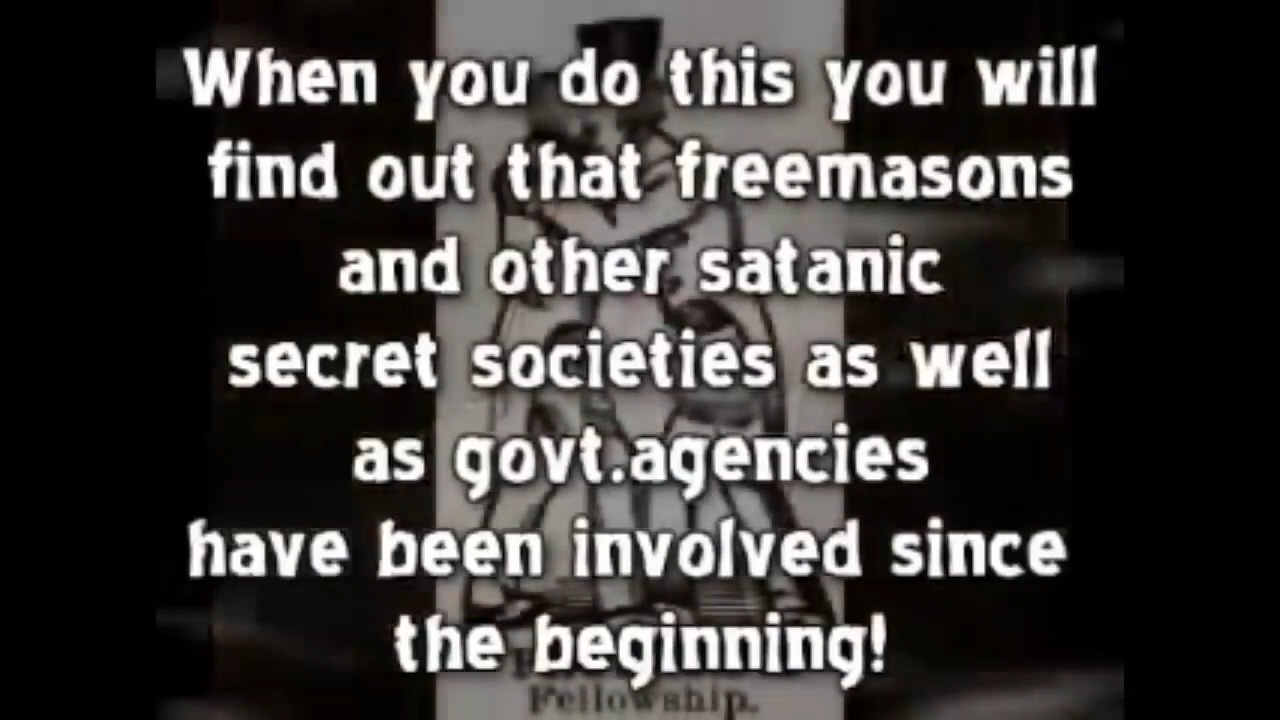 When you do this you will
find out that freemasons
and other satanic
secret societies as well
as govt.agencies
have been involved since
the beginning!
Fellowship.